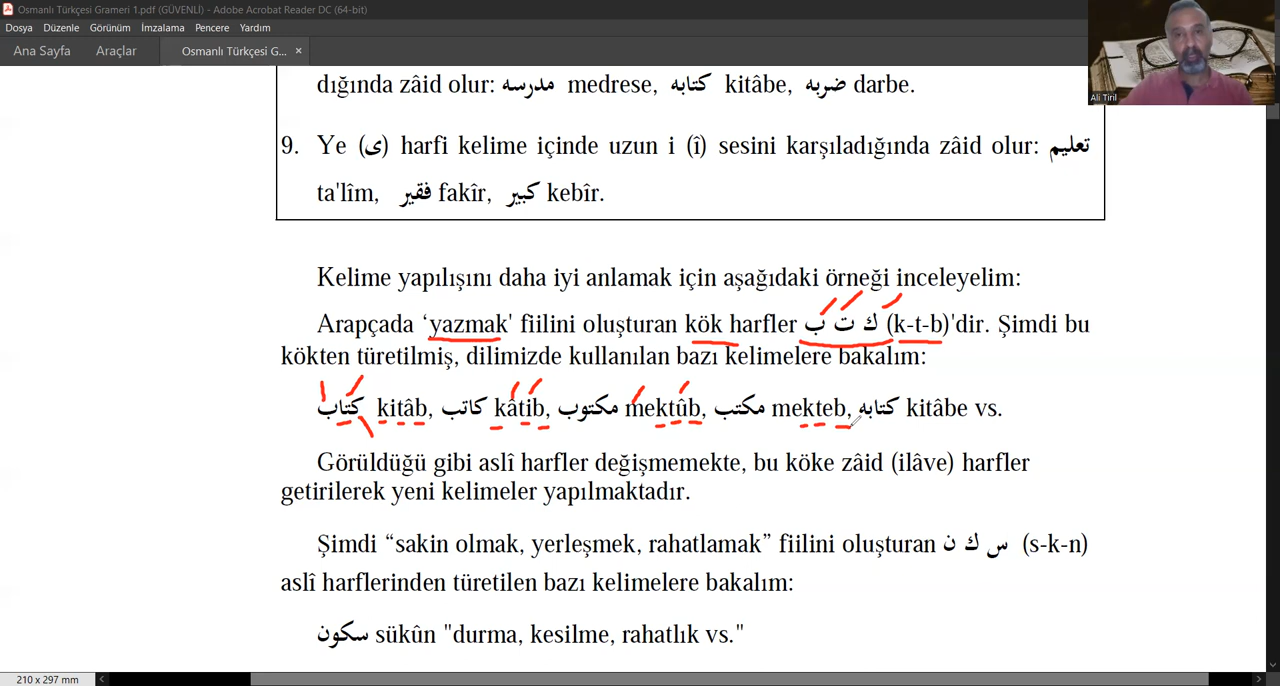 Osmanlı Türkçesi Grameri 1.pdf (GÜVENLİ) - Adobe Acrobat Reader DC (64-bit)
Dosya Düzenle Görünüm İmzalama Pencere Yardım
Ana Sayfa Araçlar Osmanlı Türkçesi G... ×
Ali Tiril
dığında zâid olur: مدرسه medrese, كتابه kitâbe, ضربه darbe.
9. Ye (ى) harfi kelime içinde uzun i (î) sesini karşıladığında zâid olur: تعليم
ta'lîm, فقير fakîr, كبير kebîr.
Kelime yapılışını daha iyi anlamak için aşağıdaki örneği inceleyelim:
Arapçada ‘yazmak' fiilini oluşturan kök harfler ك ت ب (k-t-b)'dir. Şimdi bu
kökten türetilmiş, dilimizde kullanılan bazı kelimelere bakalım:
كتاب kitâb, كاتب kâtib, مكتوب mektûb, مكتب mekteb, كتابه kitâbe vs.
Görüldüğü gibi aslî harfler değişmemekte, bu köke zâid (ilâve) harfler
getirilerek yeni kelimeler yapılmaktadır.
Şimdi “sakin olmak, yerleşmek, rahatlamak” fiilini oluşturan س ك ن (s-k-n)
aslî harflerinden türetilen bazı kelimelere bakalım:
سكون sükûn "durma, kesilme, rahatlık vs."
210 x 297 mm